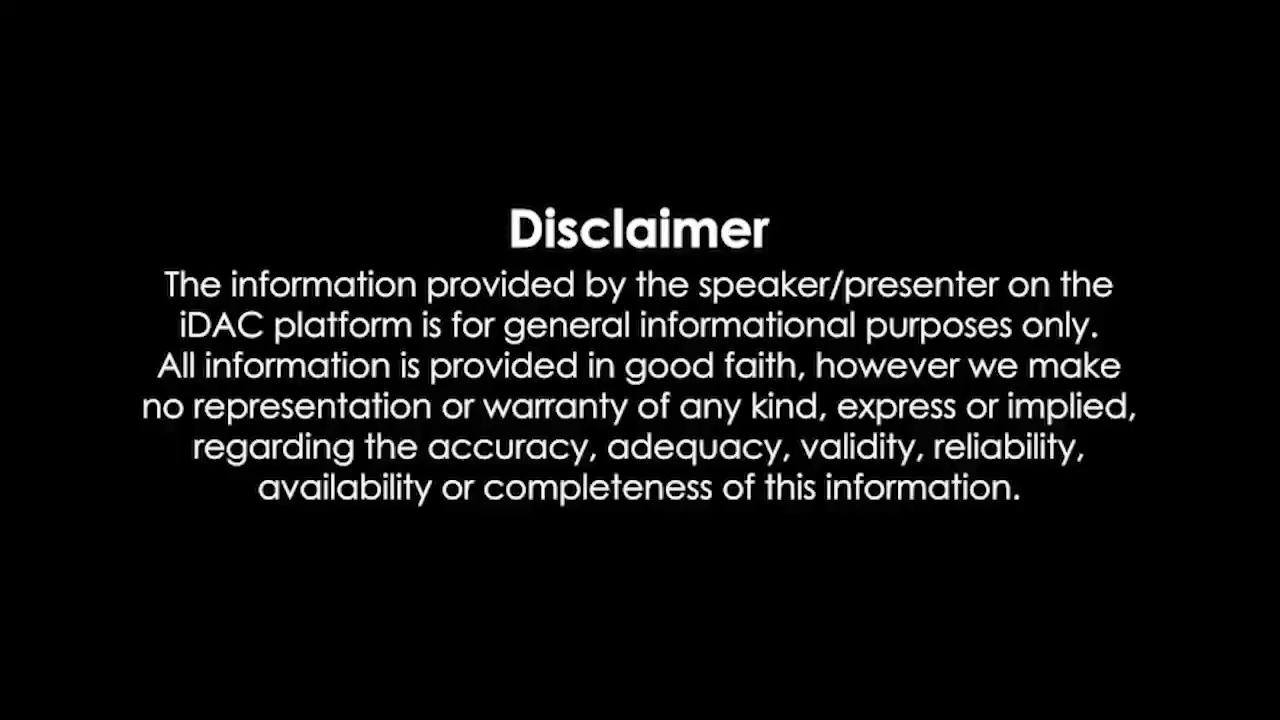 Disclaimer
The information provided by the speaker/presenter on the
iDAC platform is for general informational purposes only.
All information is provided in good faith, however we make
no representation or warranty of any kind, express or implied,
regarding the accuracy, adequacy, validity, reliability,
availability or completeness of this information.